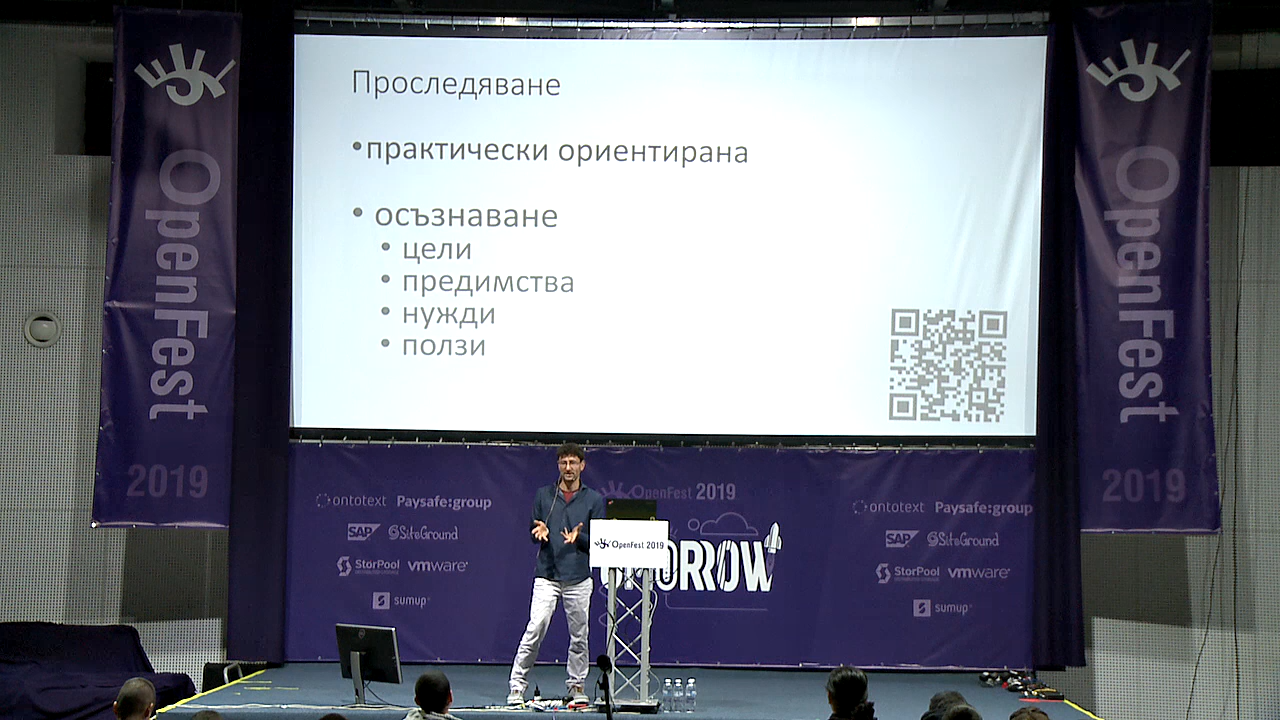 Проследяване
•практически ориентирана
• осъзнаване
• цели
• предимства
• нужди
• ползи
OpenFest
2019
OpenFest
2019
OpenFest 2019
ontotext Paysafe:group
SAP SiteGround
StorPool vmware
sumup
OpenFest 2019
ORROW
ontotext Paysafe:group
SAP SiteGround
StorPool vmware
sumup